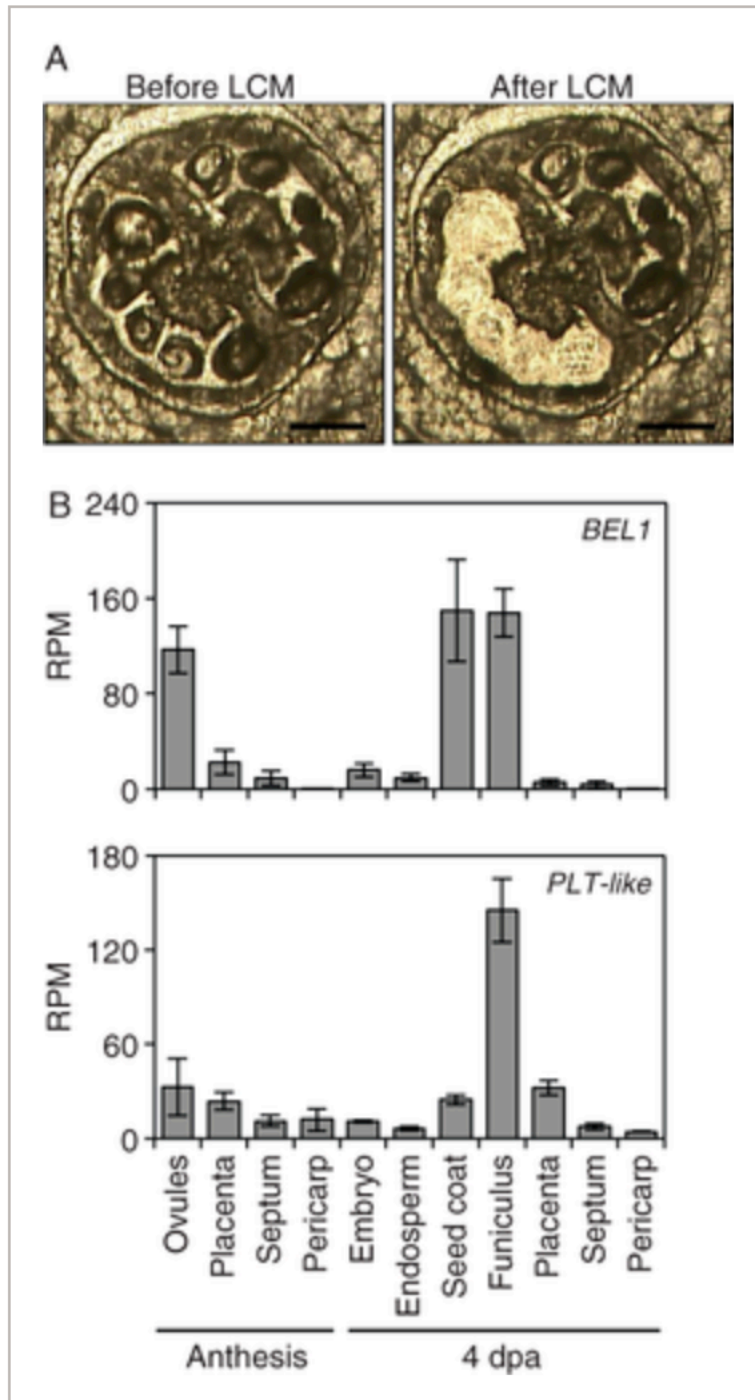 A
Before LCM
After LCM
B
240
160
80
0
RPM
BEL1
180
120
60
0
RPM
PLT-like
Ovules
Placenta
Septum
Pericarp
Embryo
Endosperm
Seed coat
Funiculus
Placenta
Septum
Pericarp
Anthesis
4 dpa